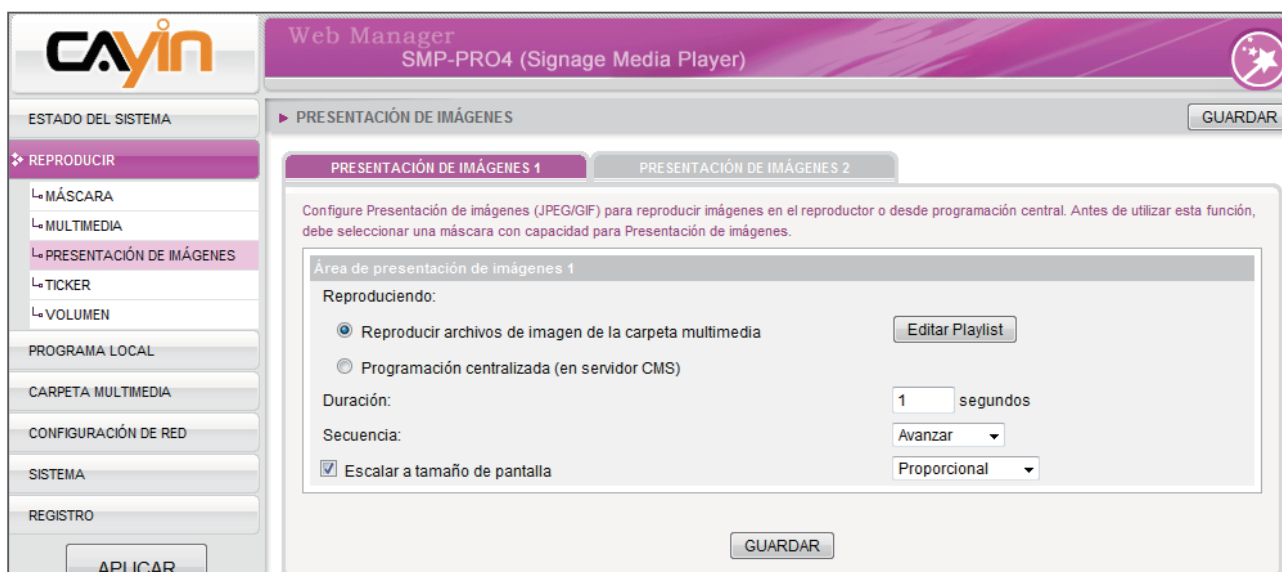 CAYIN
Web Manager
SMP-PRO4 (Signage Media Player)
ESTADO DEL SISTEMA
REPRODUCIR
MÁSCARA
MULTIMEDIA
PRESENTACIÓN DE IMÁGENES
TICKER
VOLUMEN
PROGRAMA LOCAL
CARPETA MULTIMEDIA
CONFIGURACIÓN DE RED
SISTEMA
REGISTRO
APLICAR
PRESENTACIÓN DE IMÁGENES
GUARDAR
PRESENTACIÓN DE IMÁGENES 1
PRESENTACIÓN DE IMÁGENES 2
Configure Presentación de imágenes (JPEG/GIF) para reproducir imágenes en el reproductor o desde programación central. Antes de utilizar esta función,
debe seleccionar una máscara con capacidad para Presentación de imágenes.
Área de presentación de imágenes 1
Reproduciendo:
Reproducir archivos de imagen de la carpeta multimedia
Editar Playlist
Programación centralizada (en servidor CMS)
Duración:
1 segundos
Secuencia:
Avanzar
Escalar a tamaño de pantalla
Proporcional
GUARDAR